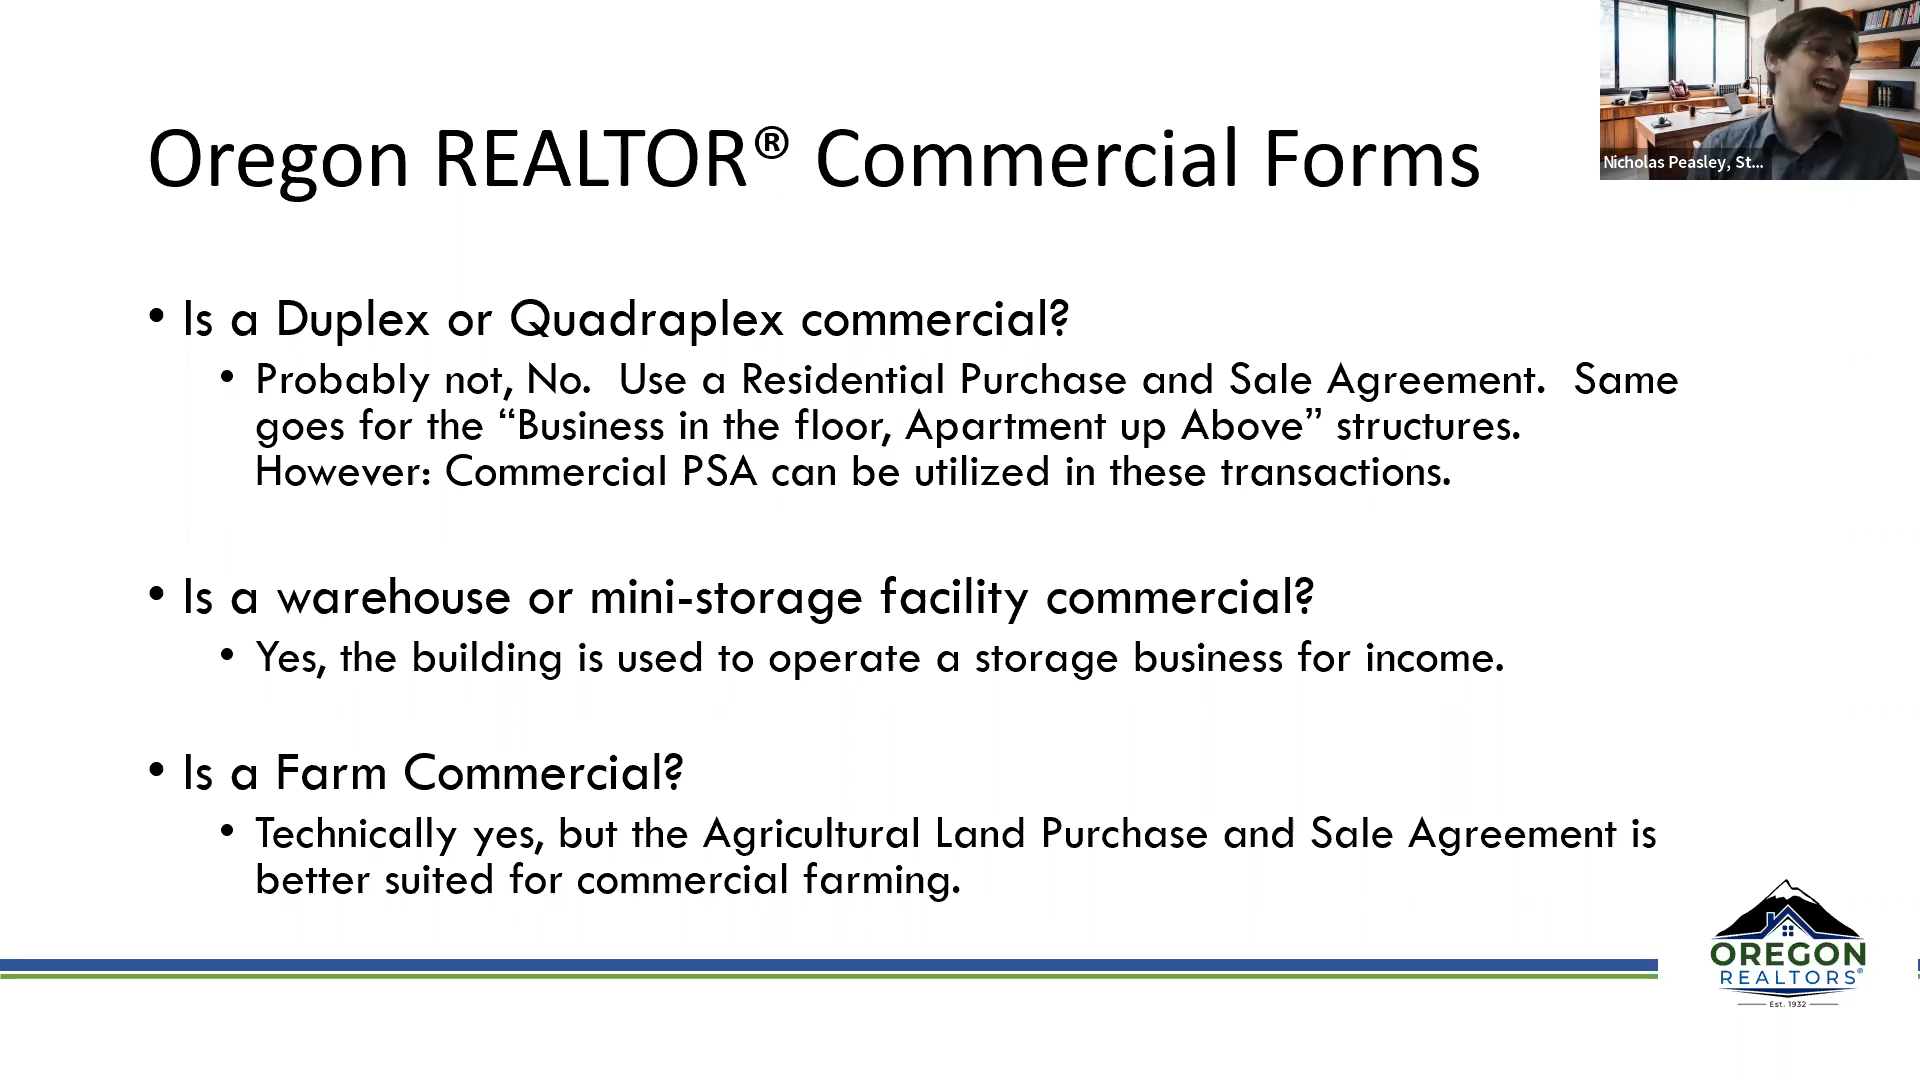 Oregon REALTOR® Commercial Forms
Nicholas Peasley, St...
• Is a Duplex or Quadraplex commercial?
• Probably not, No.  Use a Residential Purchase and Sale Agreement.  Same
goes for the “Business in the floor, Apartment up Above” structures.
However: Commercial PSA can be utilized in these transactions.
• Is a warehouse or mini-storage facility commercial?
• Yes, the building is used to operate a storage business for income.
• Is a Farm Commercial?
• Technically yes, but the Agricultural Land Purchase and Sale Agreement is
better suited for commercial farming.
OREGON
REALTORS®
Est. 1932